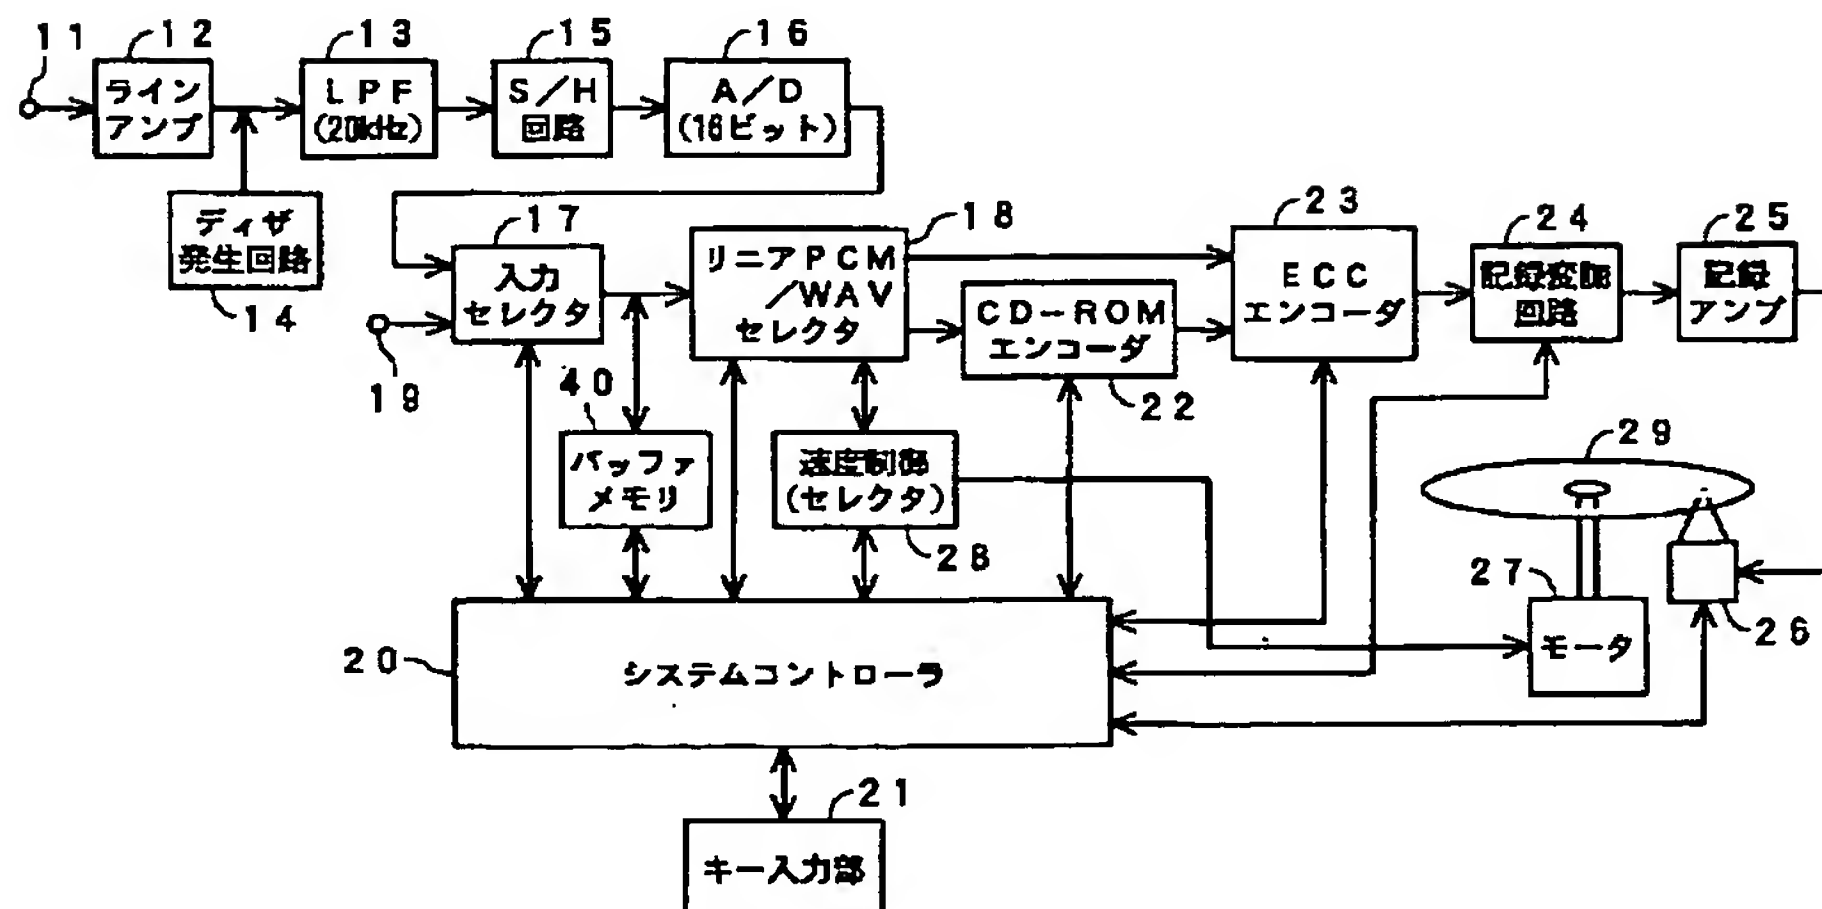 11
12
ライン
アンプ
13
LPF
(20kHz)
15
S/H
回路
16
A/D
(16ビット)
ディザ
発生回路
14
17
入力
セレクタ
19
18
リニアPCM
/WAV
セレクタ
CD-ROM
エンコーダ
22
23
ECC
エンコーダ
24
記録変調
回路
25
記録
アンプ
40
バッファ
メモリ
速度制御
(セレクタ)
28
29
27
モータ
26
20
システムコントローラ
21
キー入力部